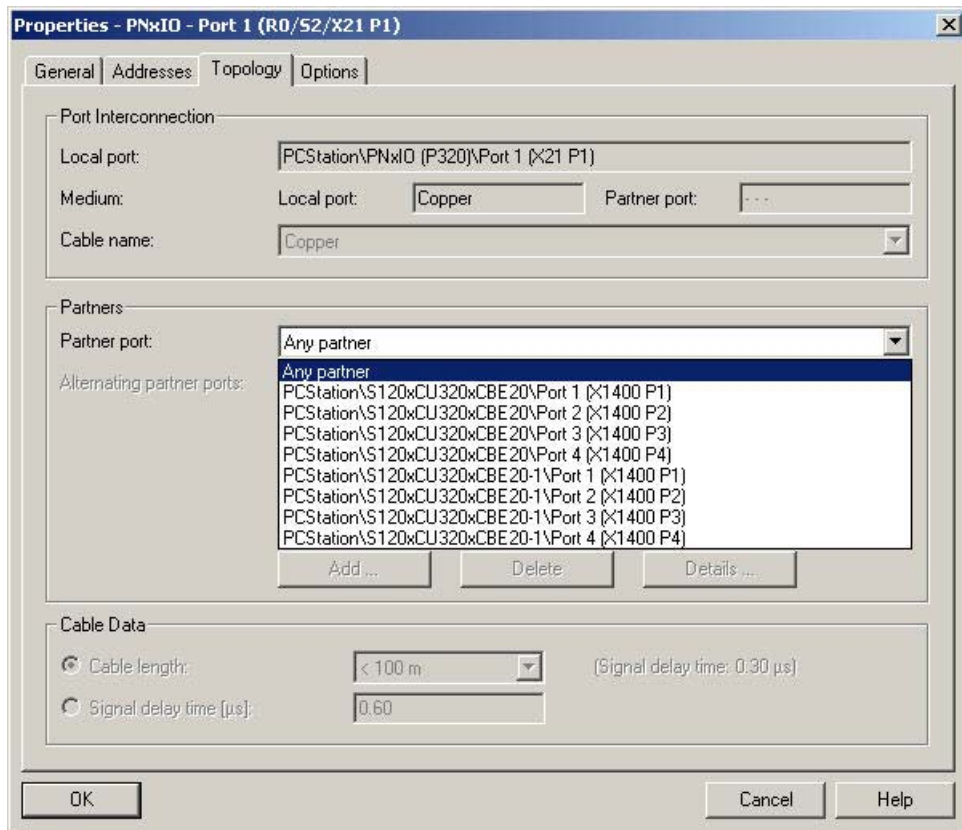 Properties - PNxIO - Port 1 (R0/S2/X21 P1)
General Addresses Topology Options
Port Interconnection
Local port: PCStation\PNxIO (P320)\Port 1 (X21 P1)
Medium: Local port: Copper Partner port: - - -
Cable name: Copper
Partners
Partner port: Any partner
Alternating partner ports: Any partner
PCStation\S120xCU320xCBE20\Port 1 (X1400 P1)
PCStation\S120xCU320xCBE20\Port 2 (X1400 P2)
PCStation\S120xCU320xCBE20\Port 3 (X1400 P3)
PCStation\S120xCU320xCBE20\Port 4 (X1400 P4)
PCStation\S120xCU320xCBE20-1\Port 1 (X1400 P1)
PCStation\S120xCU320xCBE20-1\Port 2 (X1400 P2)
PCStation\S120xCU320xCBE20-1\Port 3 (X1400 P3)
PCStation\S120xCU320xCBE20-1\Port 4 (X1400 P4)
Add ... Delete Details ...
Cable Data
Cable length: < 100 m (Signal delay time: 0.30 µs)
Signal delay time [µs]: 0.60
OK Cancel Help